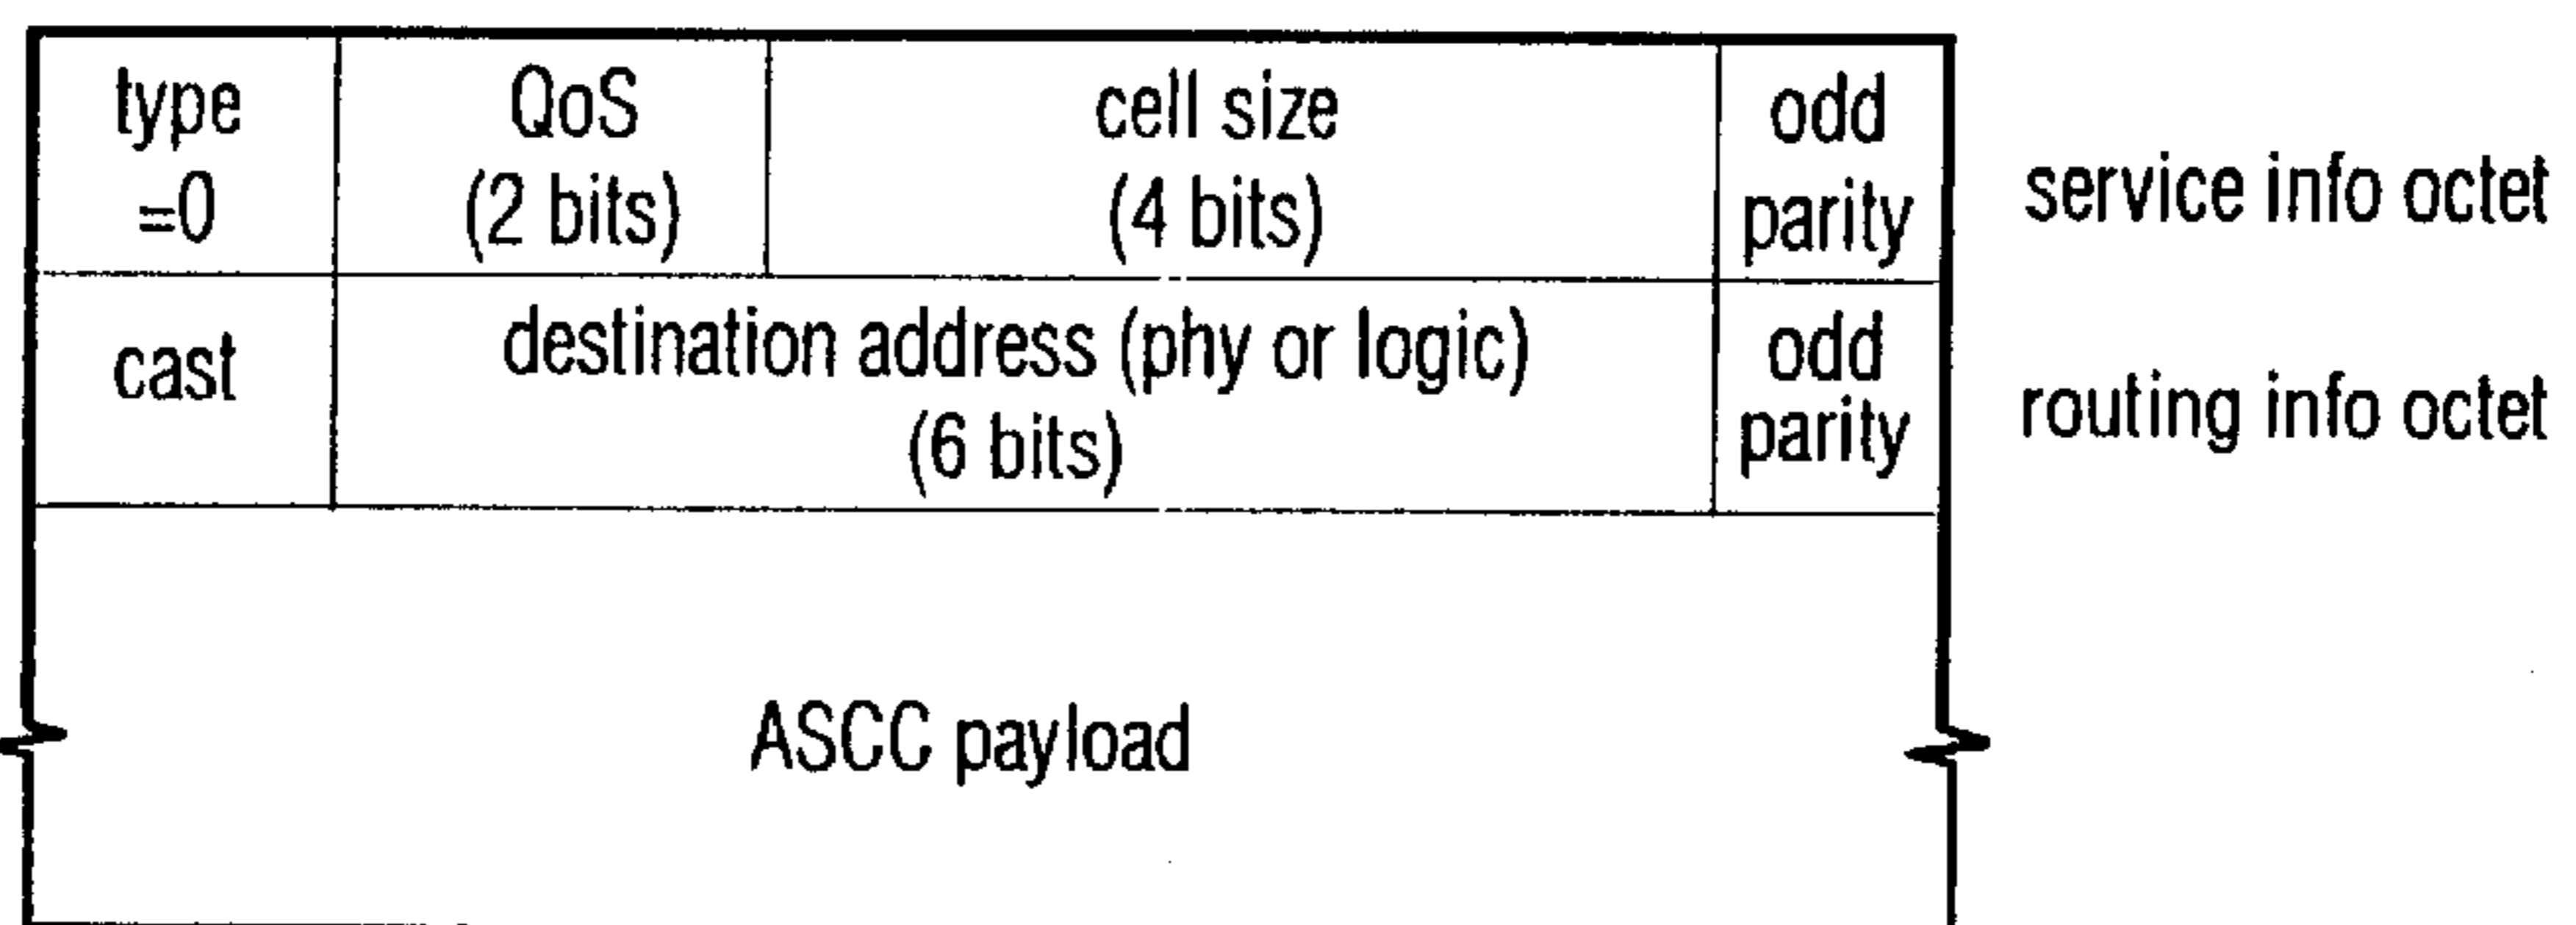 type
=0
QoS
(2 bits)
cell size
(4 bits)
odd
parity
service info octet
cast
destination address (phy or logic)
(6 bits)
odd
parity
routing info octet
ASCC payload